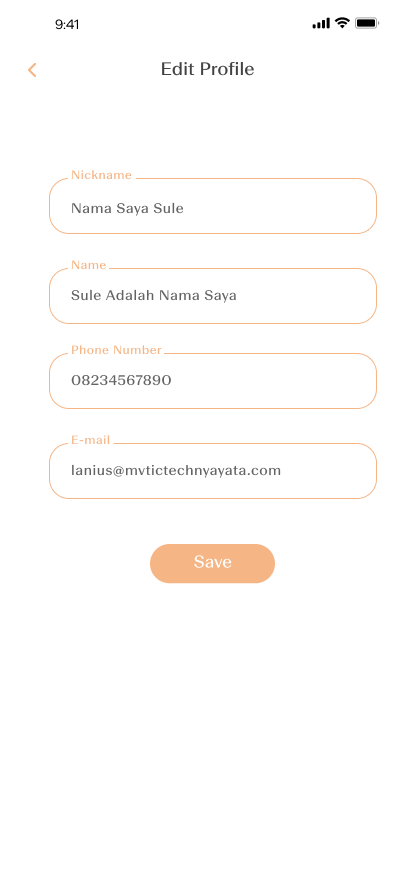 9:41
Edit Profile
Nickname
Nama Saya Sule
Name
Sule Adalah Nama Saya
Phone Number
08234567890
E-mail
lanius@mvtictechnyayata.com
Save